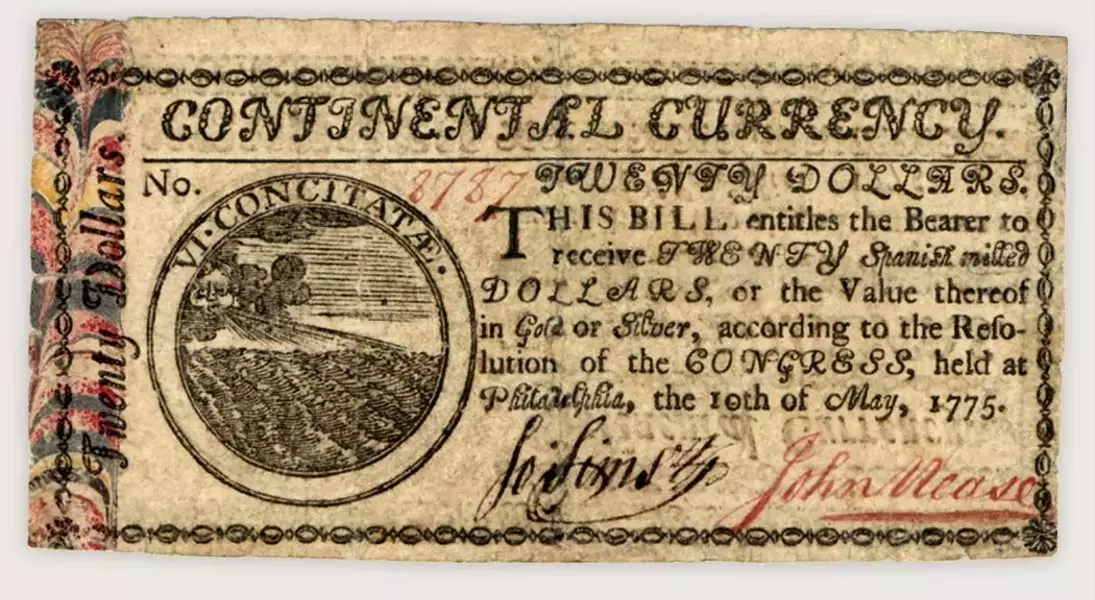 CONTINENTAL CURRENCY.
Twenty Dollars
No. 8787
VI·CONCITATÆ.
TWENTY DOLLARS.
THIS BILL entitles the Bearer to
receive TWENTY Spanish milled
DOLLARS, or the Value thereof
in Gold or Silver, according to the Reſo-
lution of the CONGRESS, held at
Philadelphia, the 10th of May, 1775.
John Mease